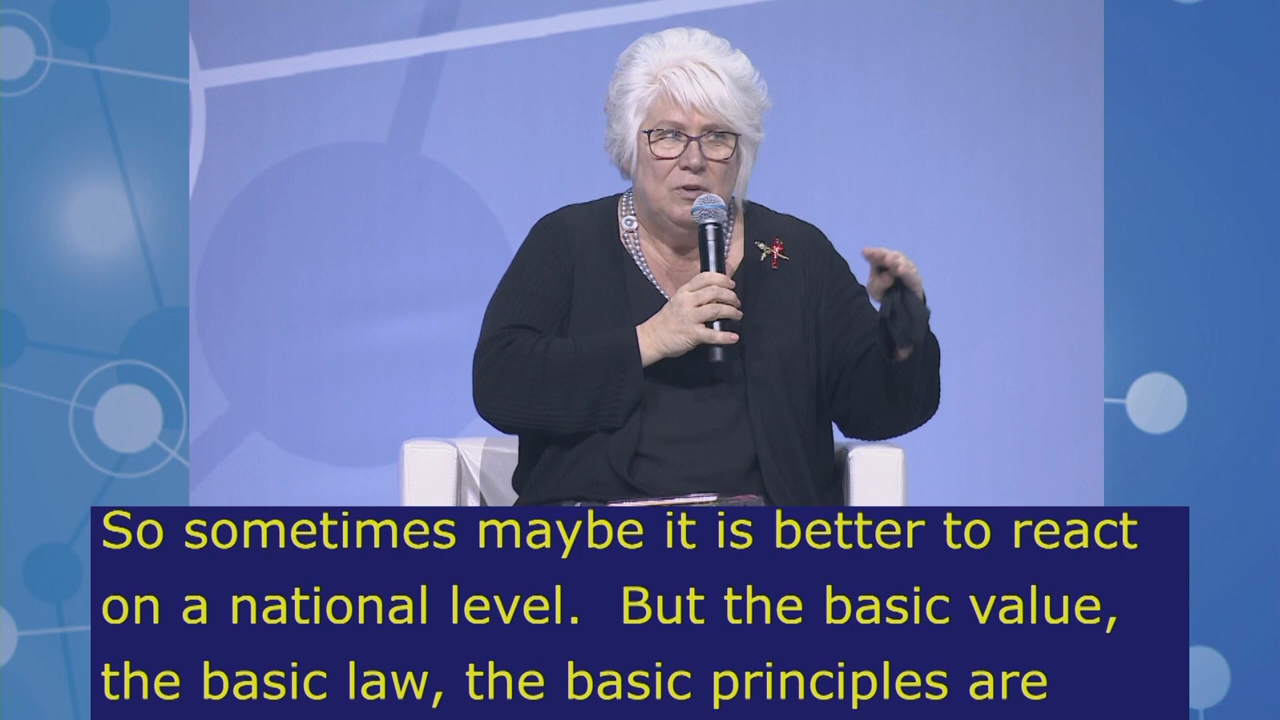 So sometimes maybe it is better to react
on a national level.  But the basic value,
the basic law, the basic principles are